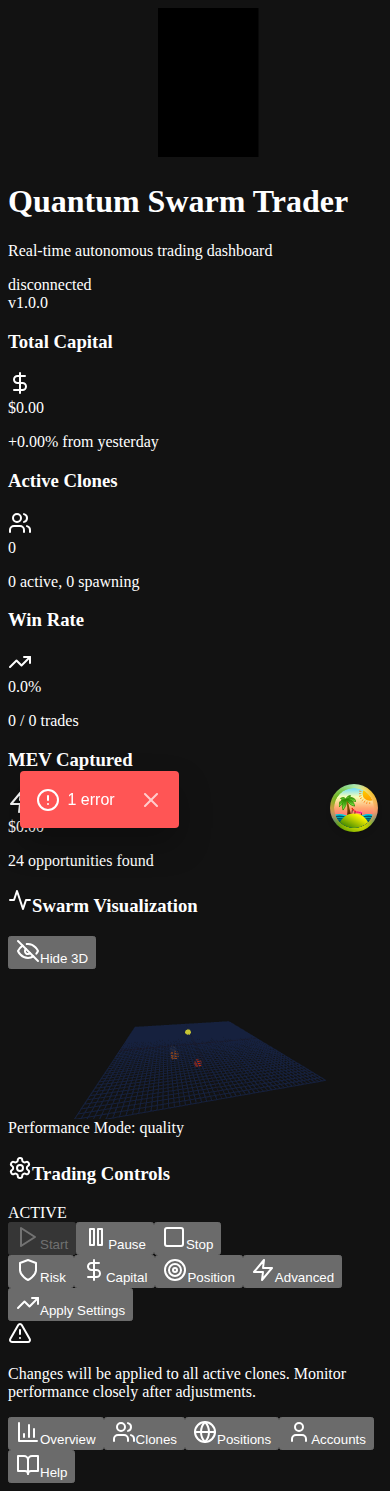 Quantum Swarm Trader
Real-time autonomous trading dashboard
disconnected
v1.0.0
Total Capital
$0.00
+0.00% from yesterday
Active Clones
0
0 active, 0 spawning
Win Rate
0.0%
0 / 0 trades
MEV Captured
1 error
$0.00
24 opportunities found
Swarm Visualization
Hide 3D
Performance Mode: quality
Trading Controls
ACTIVE
Start Pause Stop
Risk Capital Position Advanced
Apply Settings
Changes will be applied to all active clones. Monitor
performance closely after adjustments.
Overview Clones Positions Accounts
Help